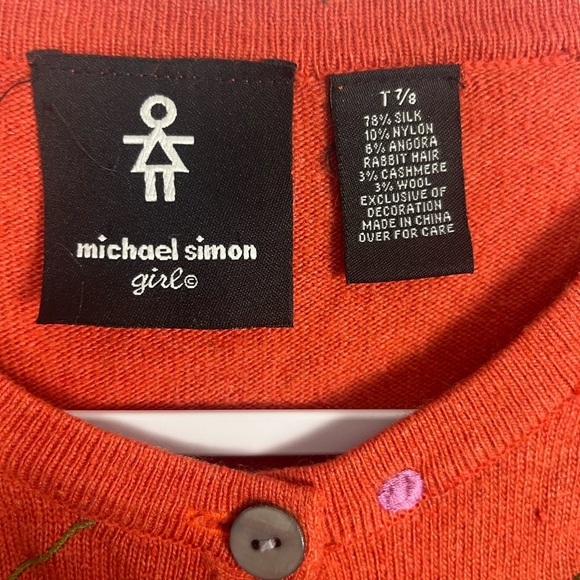 michael simon
girl©
T 7/8
78% SILK
10% NYLON
6% ANGORA
RABBIT HAIR
3% CASHMERE
3% WOOL
EXCLUSIVE OF
DECORATION
MADE IN CHINA
OVER FOR CARE